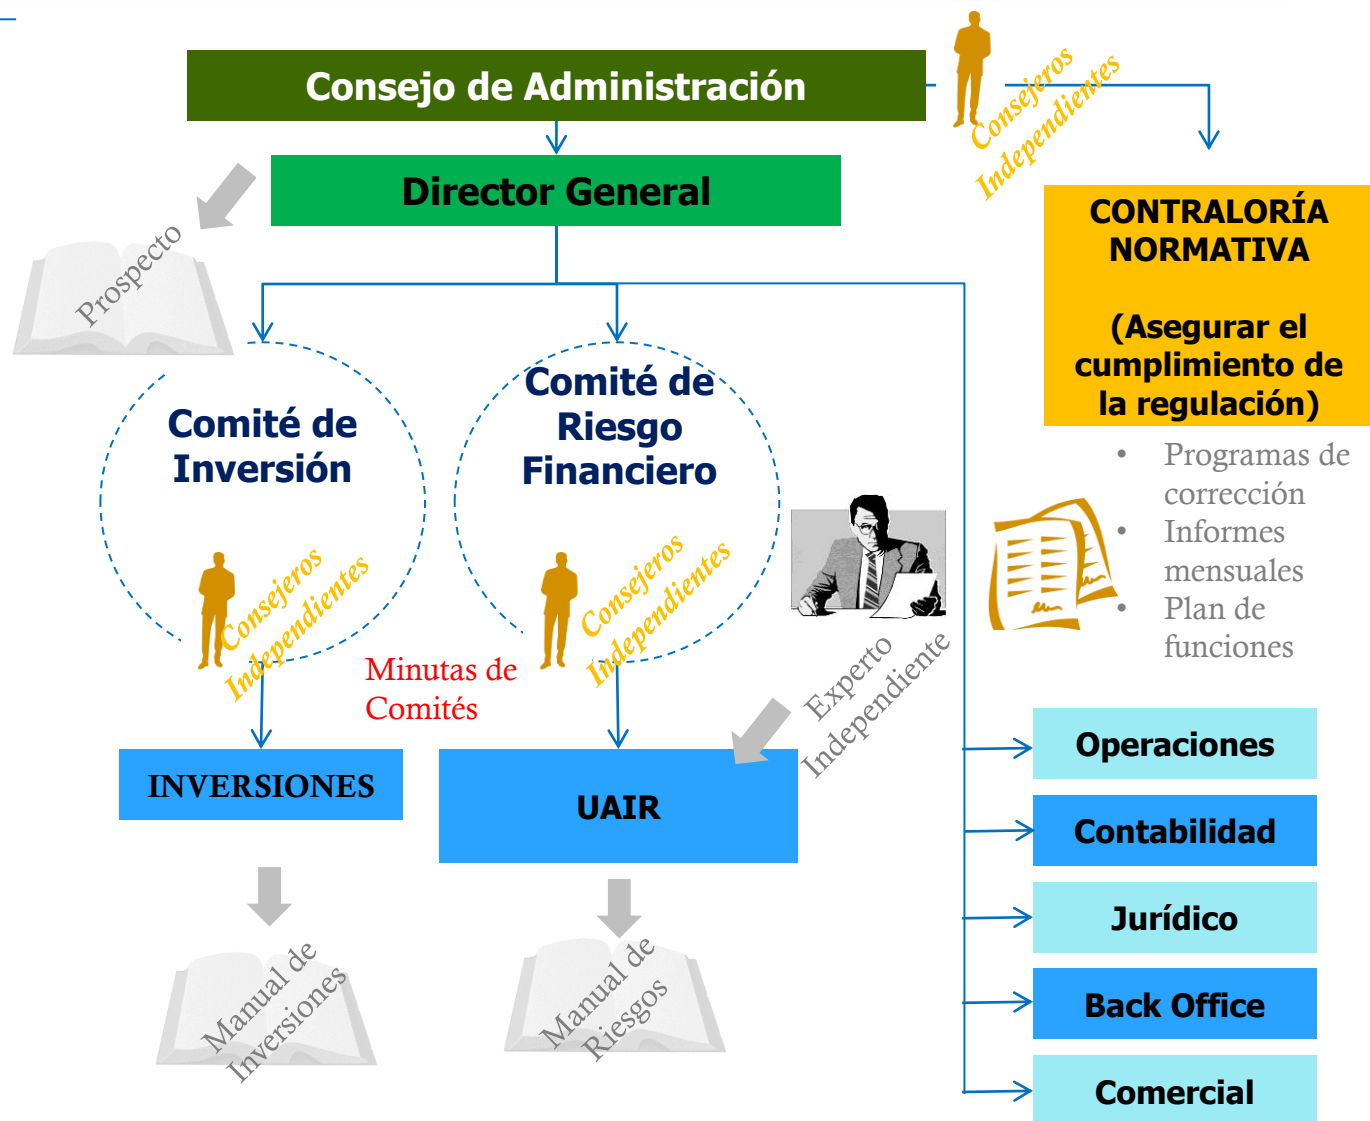 Consejo de Administración
Consejeros
Independientes
Director General
CONTRALORÍA
NORMATIVA
(Asegurar el
cumplimiento de
la regulación)
Prospecto
Comité de
Inversión
Comité de
Riesgo
Financiero
• Programas de
corrección
• Informes
mensuales
• Plan de
funciones
Consejeros
Independientes
Consejeros
Independientes
Minutas de
Comités
Experto
Independiente
INVERSIONES
UAIR
Operaciones
Contabilidad
Jurídico
Back Office
Comercial
Manual de
Inversiones
Manual de
Riesgos